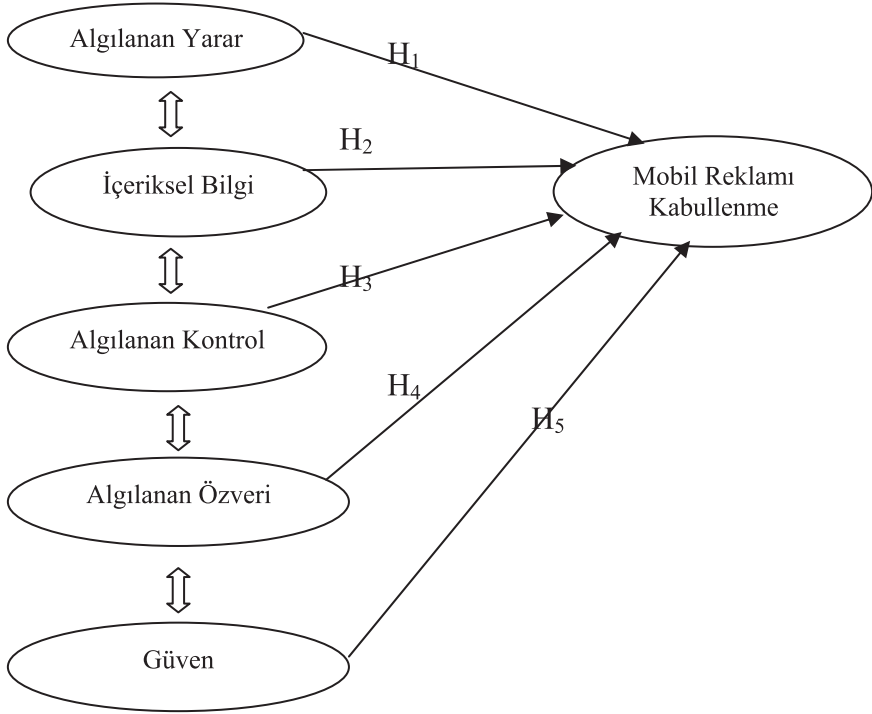 Algılanan Yarar
H₁
H₂
İçeriksel Bilgi
Mobil Reklamı
Kabullenme
H₃
Algılanan Kontrol
H₄
H₅
Algılanan Özveri
Güven